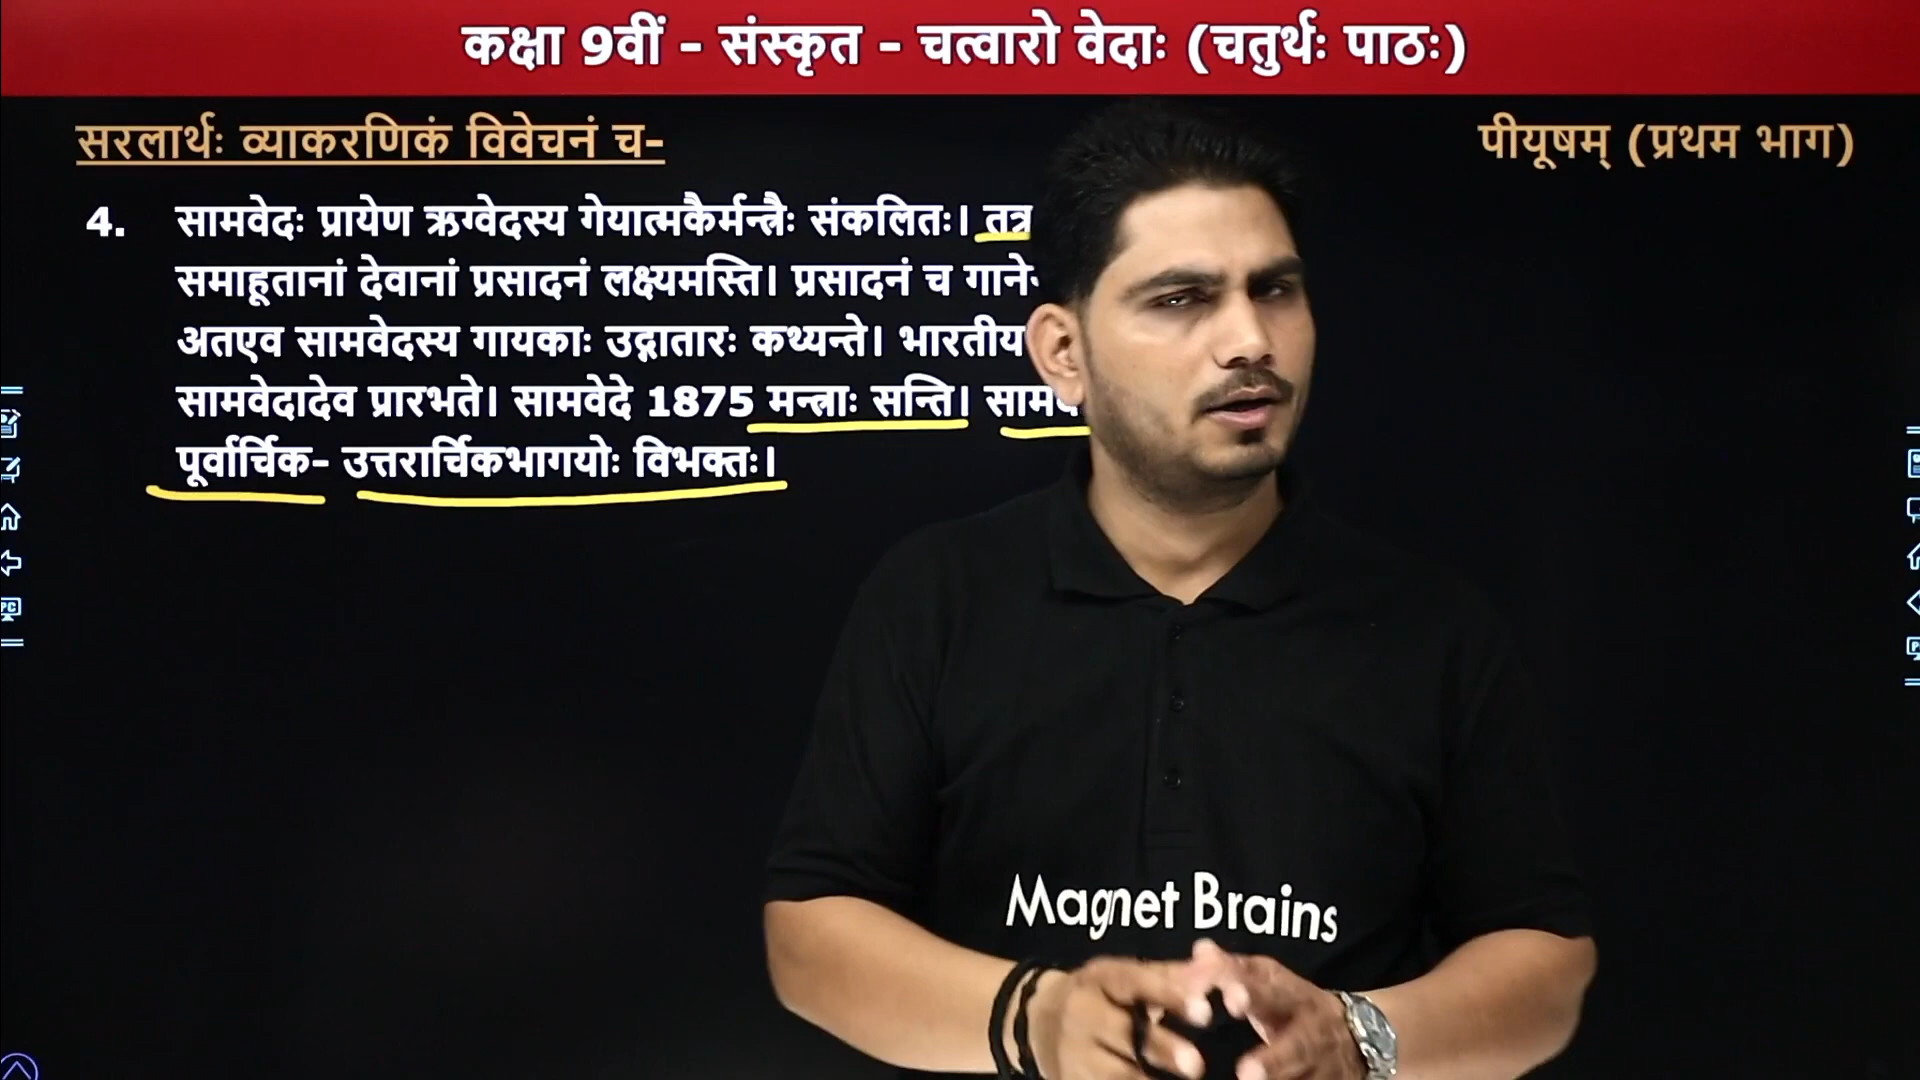 कक्षा 9वीं - संस्कृत - चत्वारो वेदाः (चतुर्थः पाठः)
सरलार्थः व्याकरणिकं विवेचनं च-
पीयूषम् (प्रथम भाग)
4. सामवेदः प्रायेण ऋग्वेदस्य गेयात्मकैर्मन्त्रैः संकलितः। तत्र
समाहूतानां देवानां प्रसादनं लक्ष्यमस्ति। प्रसादनं च
अतएव सामवेदस्य गायकाः उद्गातारः कथ्यन्ते। भारतीय
सामवेदादेव प्रारभते। सामवेदे 1875 मन्त्राः सन्ति।
पूर्वार्चिक- उत्तरार्चिकभागयोः विभक्तः।
Magnet Brains